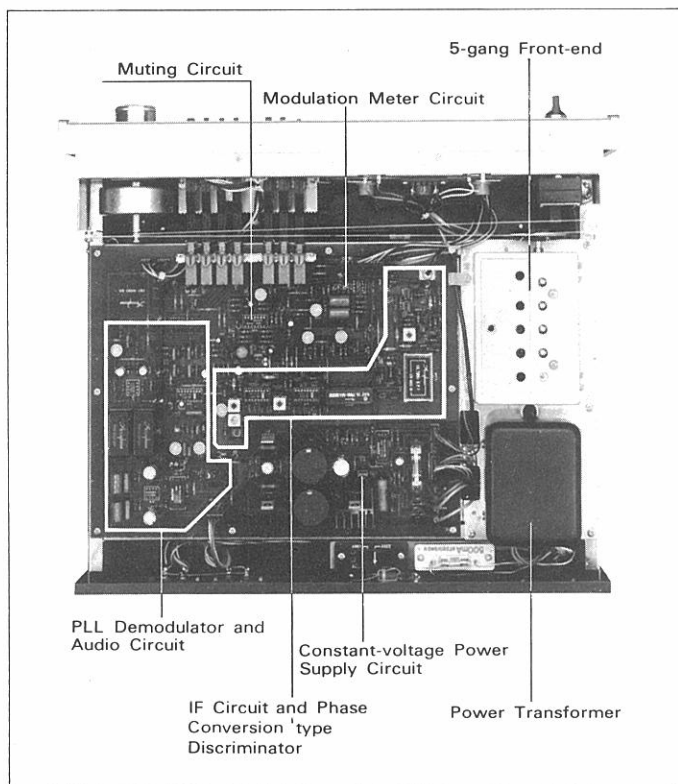 5-gang Front-end
Muting Circuit
Modulation Meter Circuit
PLL Demodulator and
Audio Circuit
Constant-voltage Power
Supply Circuit
IF Circuit and Phase
Conversion type
Discriminator
Power Transformer